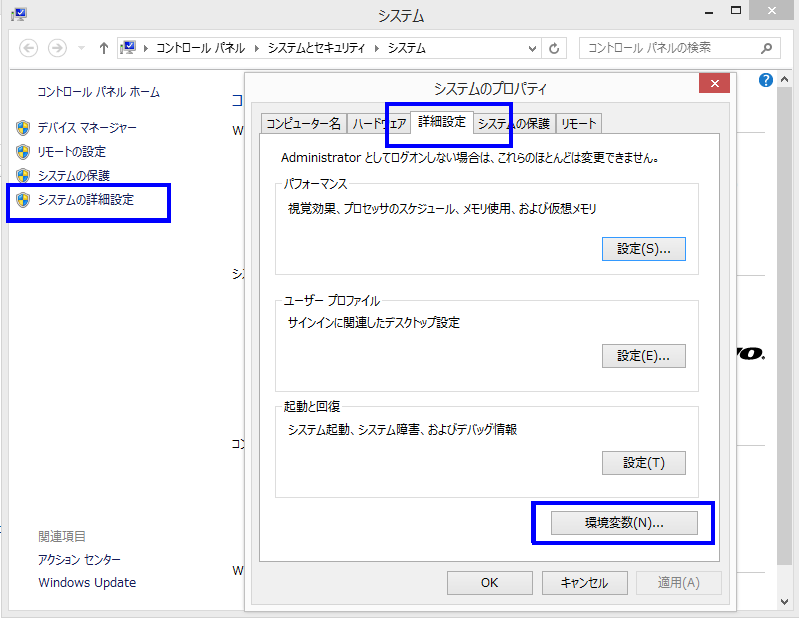 システム
コントロール パネル
システムとセキュリティ
システム
コントロール パネルの検索
コントロール パネル ホーム
デバイス マネージャー
リモートの設定
システムの保護
システムの詳細設定
関連項目
アクション センター
Windows Update
システムのプロパティ
コンピューター名
ハードウェア
詳細設定
システムの保護
リモート
Administrator としてログオンしない場合は、これらのほとんどは変更できません。
パフォーマンス
視覚効果、プロセッサのスケジュール、メモリ使用、および仮想メモリ
設定(S)...
ユーザー プロファイル
サインインに関連したデスクトップ設定
設定(E)...
起動と回復
システム起動、システム障害、およびデバッグ情報
設定(T)
環境変数(N)...
OK
キャンセル
適用(A)